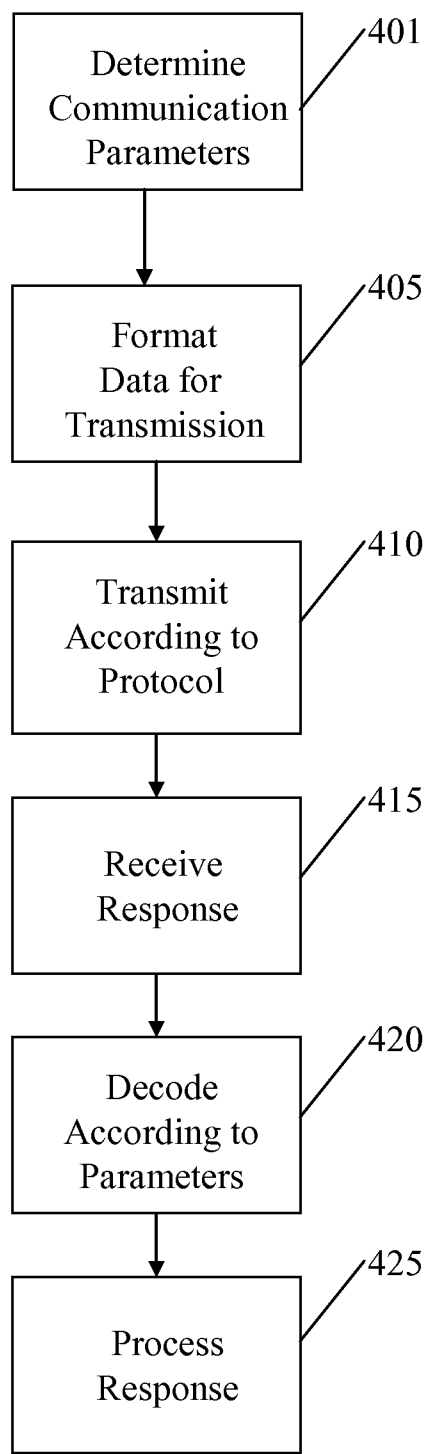 401
Determine
Communication
Parameters
405
Format
Data for
Transmission
410
Transmit
According to
Protocol
415
Receive
Response
420
Decode
According to
Parameters
425
Process
Response